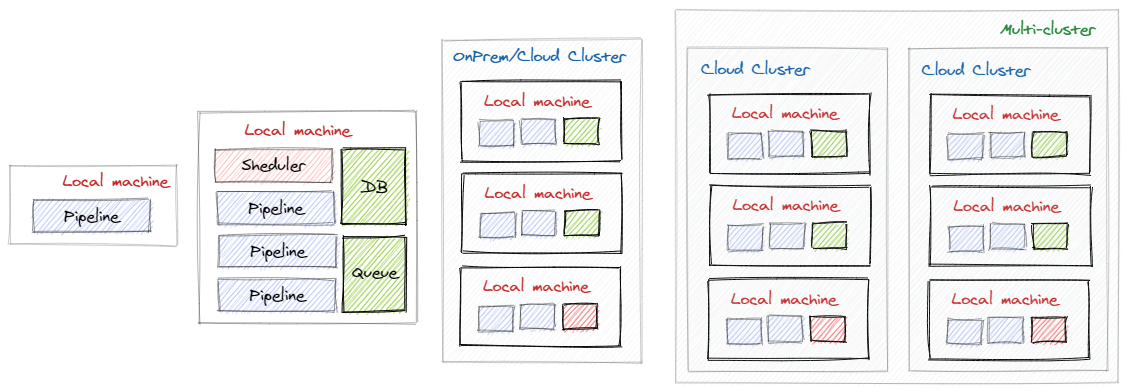 Local machine
Pipeline
Local machine
Sheduler
Pipeline
Pipeline
Pipeline
DB
Queue
OnPrem/Cloud Cluster
Local machine
Local machine
Local machine
Multi-cluster
Cloud Cluster
Local machine
Local machine
Local machine
Cloud Cluster
Local machine
Local machine
Local machine